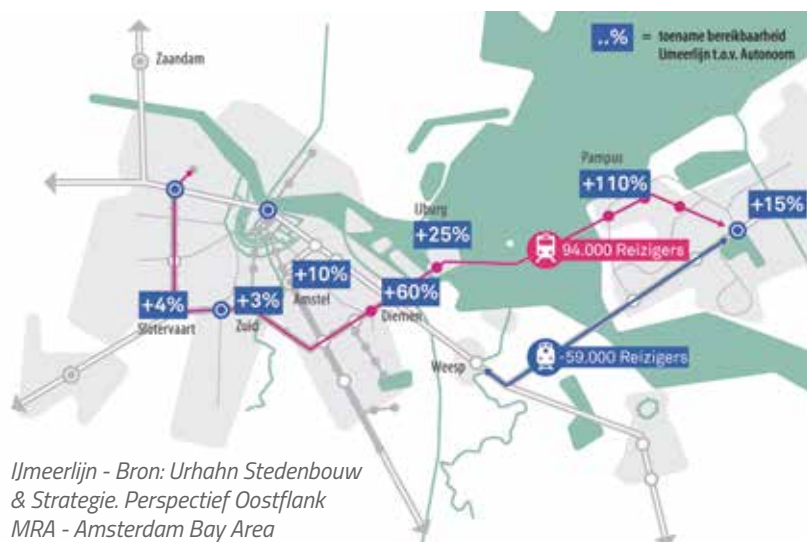 ..% = toename bereikbaarheid
IJmeerlijn t.o.v. Autonoom
Zaandam
Pampus
+110%
+15%
IJburg
+25%
94.000 Reizigers
+10%
Amstel
+60%
Diemen
+4%
Slotervaart
+3%
Zuid
Weesp
-59.000 Reizigers
IJmeerlijn - Bron: Urhahn Stedenbouw
& Strategie. Perspectief Oostflank
MRA - Amsterdam Bay Area